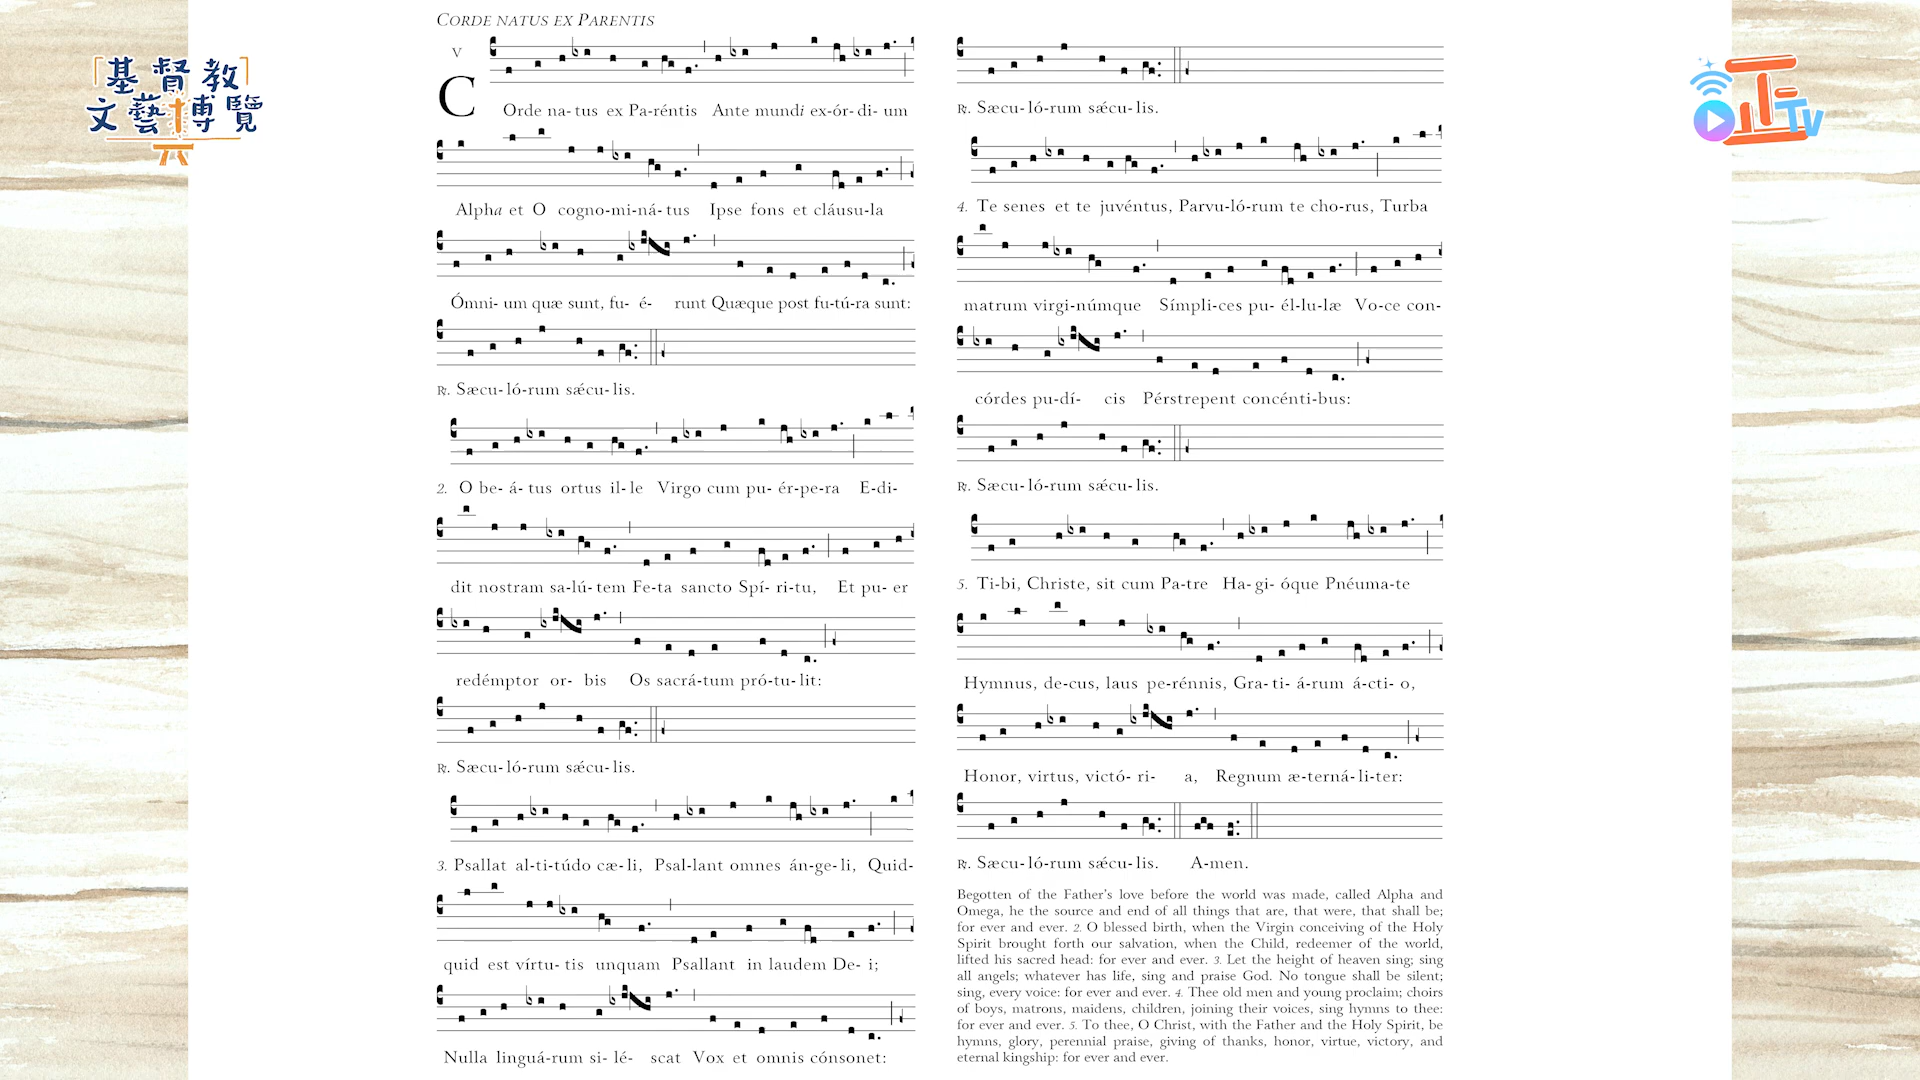 「基督教」
文藝博覽
正TV
CORDE NATUS EX PARENTIS
V
COrde na-tus ex Pa-réntis Ante mundi ex-ór-di-um
Alpha et O cogno-mi-ná-tus Ipse fons et cláusu-la
Ómni-um quæ sunt, fu-é-runt Quæque post fu-tú-ra sunt:
℟. Sæcu-ló-rum sǽcu-lis.
2. O be-á-tus ortus il-le Virgo cum pu-érpe-ra E-di-
dit nostram sa-lú-tem Fe-ta sancto Spí-ri-tu, Et pu-er
redémptor or-bis Os sacrá-tum pró-tu-lit:
℟. Sæcu-ló-rum sǽcu-lis.
3. Psallat al-ti-túdo cæ-li, Psal-lant omnes ánge-li, Quid-
quid est vírtu-tis unquam Psallant in laudem De-i;
Nulla linguá-rum si-lé-scat Vox et omnis cónsonet:
℟. Sæcu-ló-rum sǽcu-lis.
4. Te senes et te juvéntus, Parvu-ló-rum te cho-rus, Turba
matrum virgi-númque Símpli-ces pu-él-lu-læ Vo-ce con-
córdes pu-dí-cis Pérstrepent concénti-bus:
℟. Sæcu-ló-rum sǽcu-lis.
5. Ti-bi, Christe, sit cum Pa-tre Ha-gi-óque Pnéuma-te
Hymnus, de-cus, laus pe-rénnis, Gra-ti-á-rum ácti-o,
Honor, virtus, victó-ri-a, Regnum æ-terná-li-ter:
℟. Sæcu-ló-rum sǽcu-lis. A-men.
Begotten of the Father's love before the world was made, called Alpha and
Omega, he the source and end of all things that are, that were, that shall be;
for ever and ever. 2. O blessed birth, when the Virgin conceiving of the Holy
Spirit brought forth our salvation, when the Child, redeemer of the world,
lifted his sacred head: for ever and ever. 3. Let the height of heaven sing; sing
all angels; whatever has life, sing and praise God. No tongue shall be silent;
sing, every voice: for ever and ever. 4. Thee old men and young proclaim; choirs
of boys, matrons, maidens, children, joining their voices, sing hymns to thee:
for ever and ever. 5. To thee, O Christ, with the Father and the Holy Spirit, be
hymns, glory, perennial praise, giving of thanks, honor, virtue, victory, and
eternal kingship: for ever and ever.